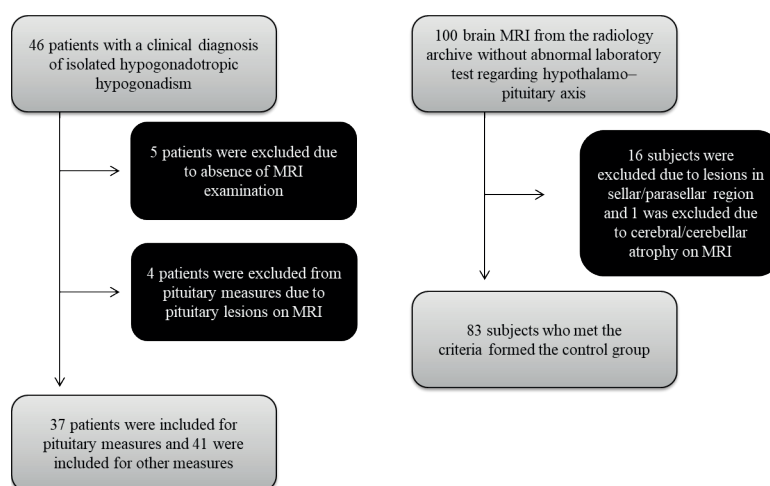 46 patients with a clinical diagnosis
of isolated hypogonadotropic
hypogonadism
5 patients were excluded due
to absence of MRI
examination
4 patients were excluded from
pituitary measures due to
pituitary lesions on MRI
37 patients were included for
pituitary measures and 41 were
included for other measures
100 brain MRI from the radiology
archive without abnormal laboratory
test regarding hypothalamo–
pituitary axis
16 subjects were
excluded due to lesions in
sellar/parasellar region
and 1 was excluded due
to cerebral/cerebellar
atrophy on MRI
83 subjects who met the
criteria formed the control group